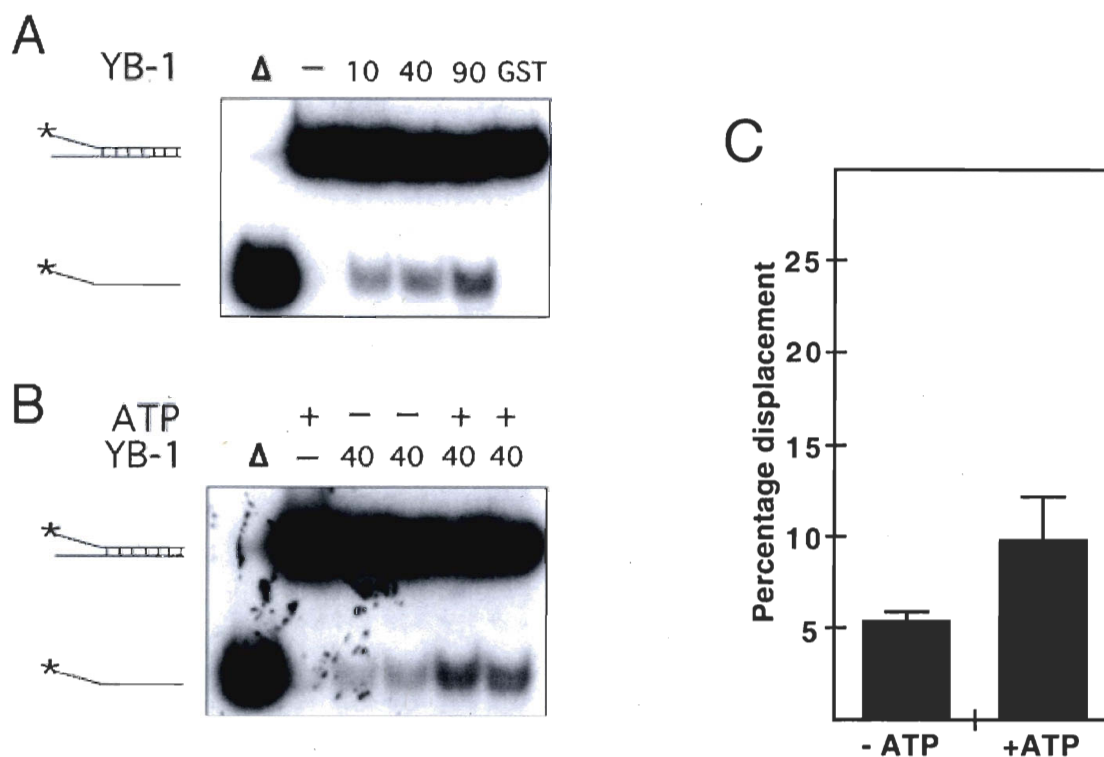 A
YB-1 Δ – 10 40 90 GST
*
*
B
ATP + – – + +
YB-1 Δ – 40 40 40 40
*
*
C
Percentage displacement
25
20
15
10
5
- ATP +ATP